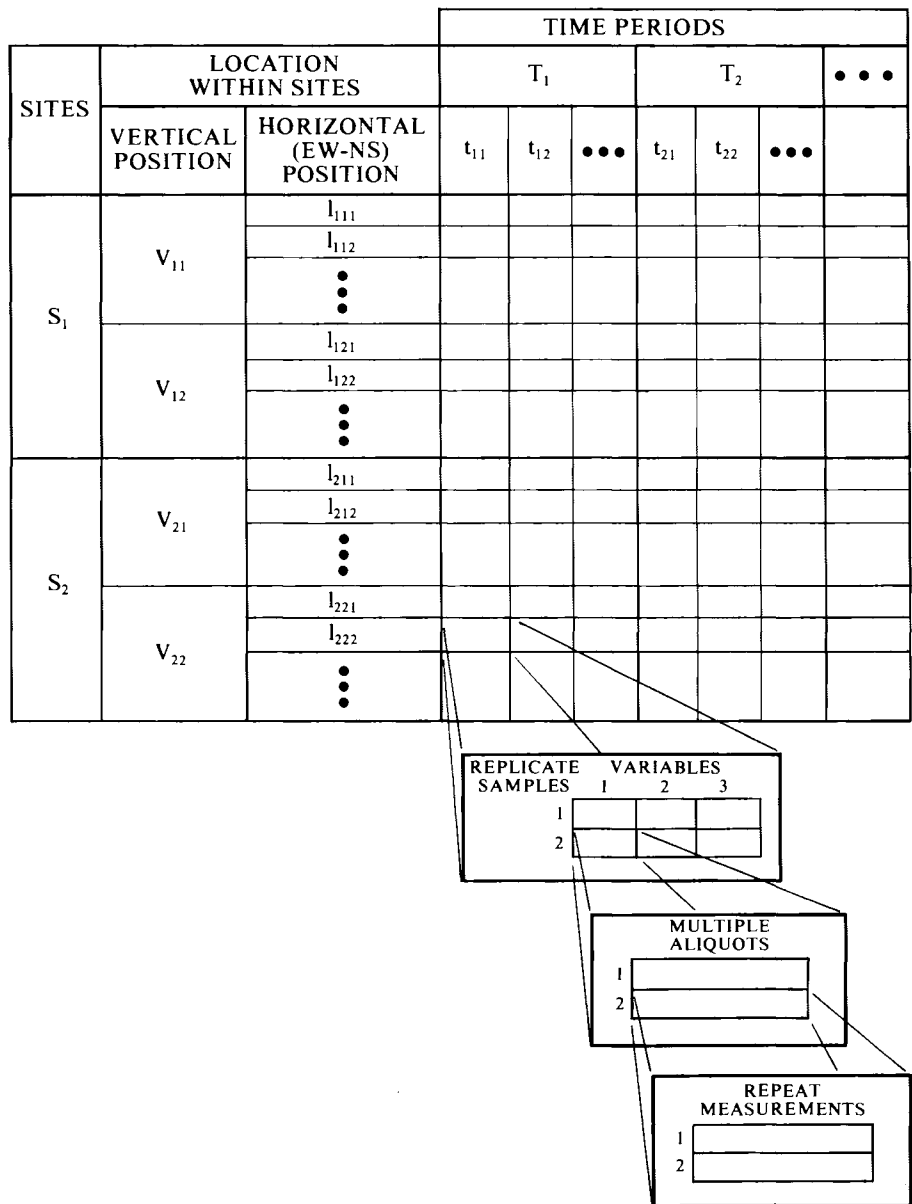 TIME PERIODS
SITES
LOCATION
WITHIN SITES
T₁ T₂ •••
VERTICAL
POSITION
HORIZONTAL
(EW-NS)
POSITION
t₁₁ t₁₂ ••• t₂₁ t₂₂ •••
S₁
V₁₁
l₁₁₁
l₁₁₂
V₁₂
l₁₂₁
l₁₂₂
S₂
V₂₁
l₂₁₁
l₂₁₂
V₂₂
l₂₂₁
l₂₂₂
REPLICATE VARIABLES
SAMPLES 1 2 3
1
2
MULTIPLE
ALIQUOTS
1
2
REPEAT
MEASUREMENTS
1
2